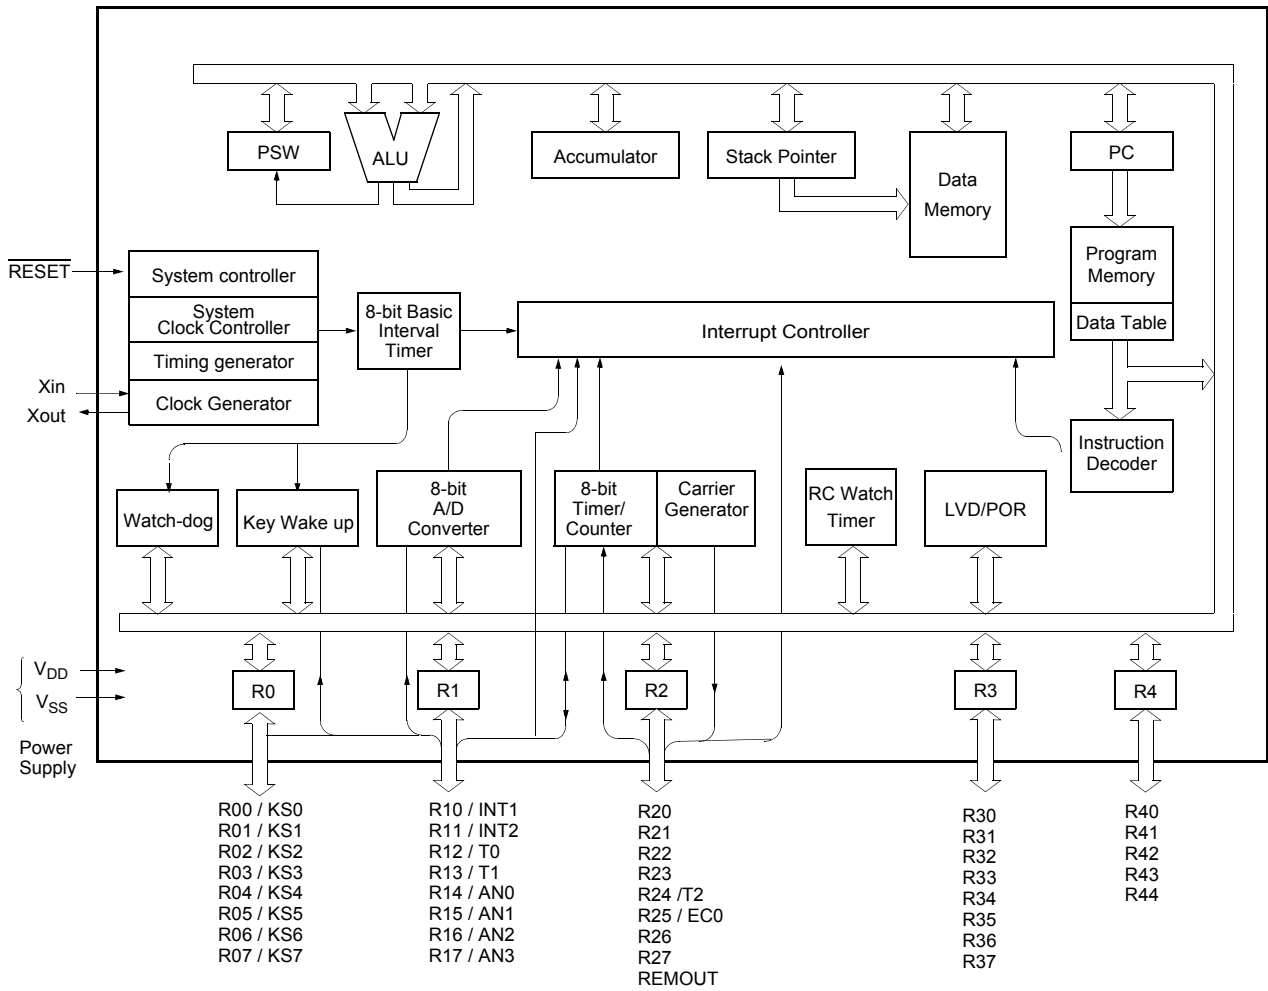 PSW
ALU
Accumulator
Stack Pointer
Data
Memory
PC
Program
Memory
Data Table
Instruction
Decoder
RESET
System controller
System
Clock Controller
Timing generator
Clock Generator
Xin
Xout
8-bit Basic
Interval
Timer
Interrupt Controller
Watch-dog
Key Wake up
8-bit
A/D
Converter
8-bit
Timer/
Counter
Carrier
Generator
RC Watch
Timer
LVD/POR
VDD
VSS
Power
Supply
R0
R1
R2
R3
R4
R00 / KS0
R01 / KS1
R02 / KS2
R03 / KS3
R04 / KS4
R05 / KS5
R06 / KS6
R07 / KS7
R10 / INT1
R11 / INT2
R12 / T0
R13 / T1
R14 / AN0
R15 / AN1
R16 / AN2
R17 / AN3
R20
R21
R22
R23
R24 /T2
R25 / EC0
R26
R27
REMOUT
R30
R31
R32
R33
R34
R35
R36
R37
R40
R41
R42
R43
R44